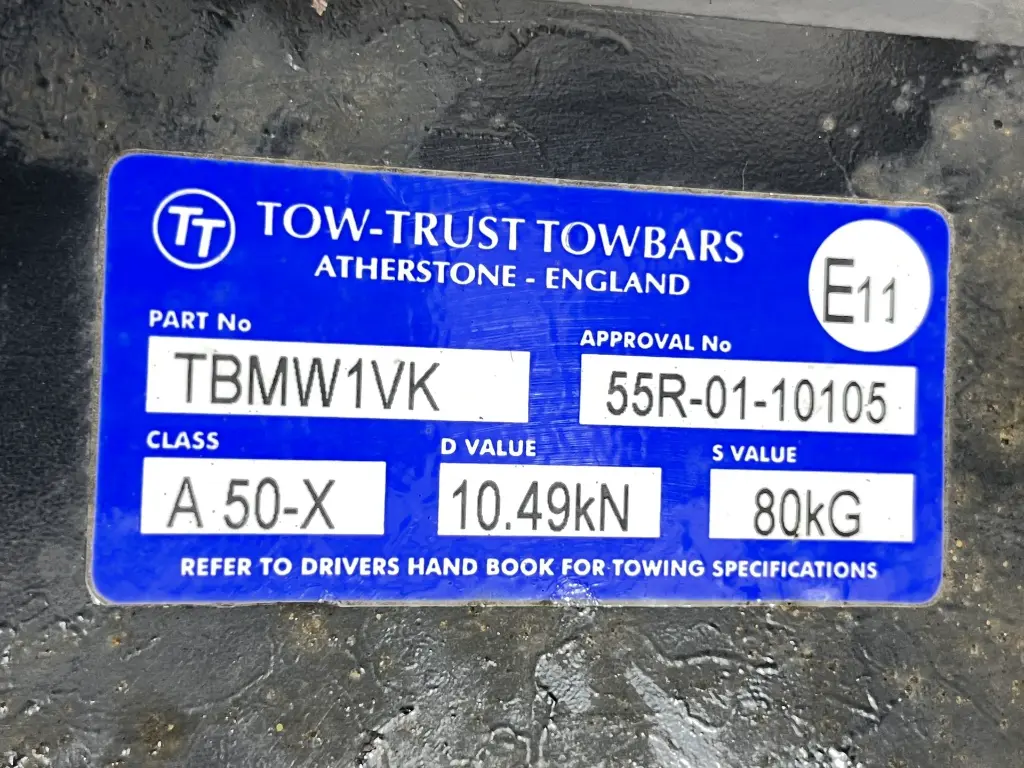 TT
TOW-TRUST TOWBARS
ATHERSTONE - ENGLAND
E11
PART No
APPROVAL No
TBMW1VK
55R-01-10105
CLASS
D VALUE
S VALUE
A 50-X
10.49kN
80kG
REFER TO DRIVERS HAND BOOK FOR TOWING SPECIFICATIONS